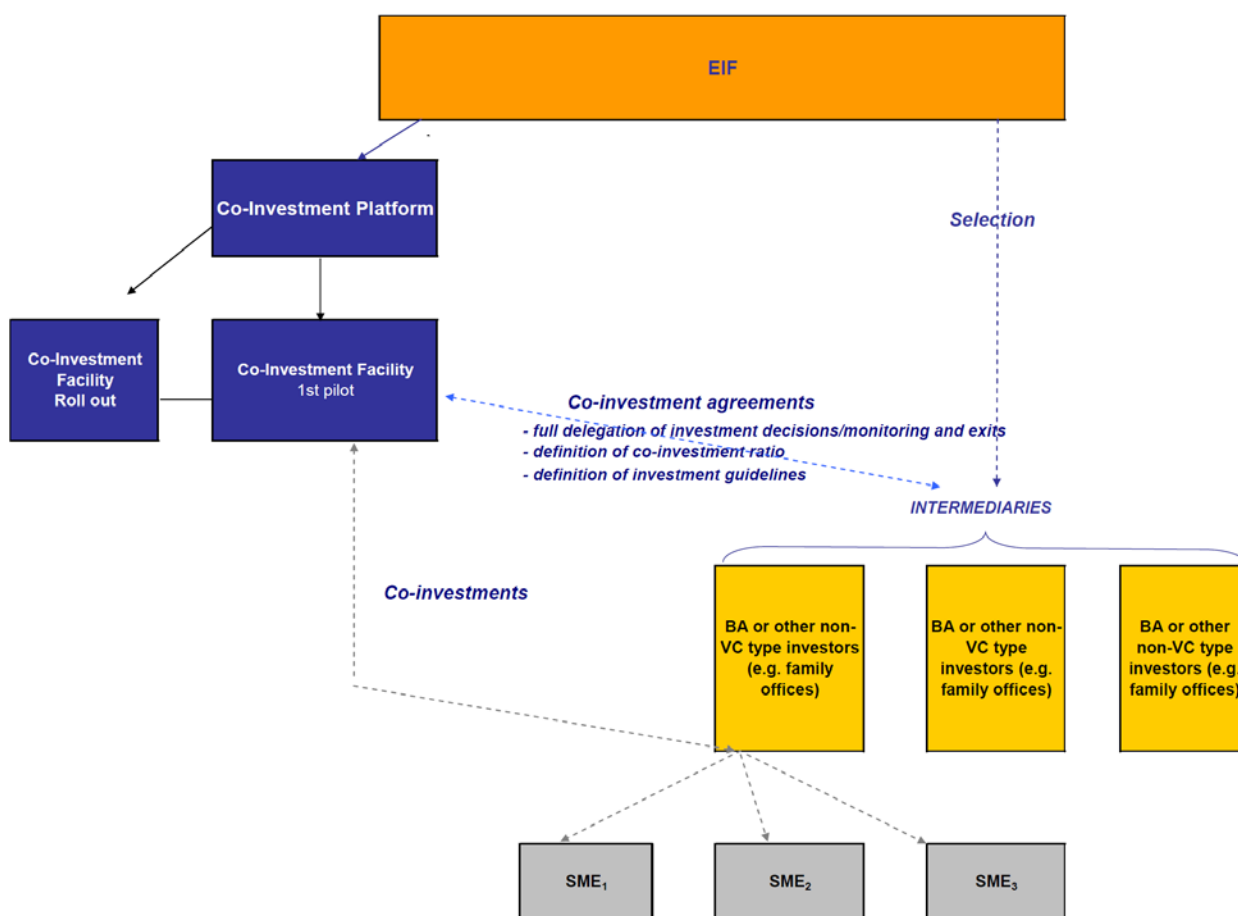 EIF
Co-Investment Platform
Selection
Co-Investment
Facility
Roll out
Co-Investment Facility
1st pilot
Co-investment agreements
- full delegation of investment decisions/monitoring and exits
- definition of co-investment ratio
- definition of investment guidelines
INTERMEDIARIES
Co-investments
BA or other non-
VC type investors
(e.g. family
offices)
BA or other non-
VC type
investors (e.g.
family offices)
BA or other
non-VC type
investors (e.g.
family offices)
SME₁
SME₂
SME₃